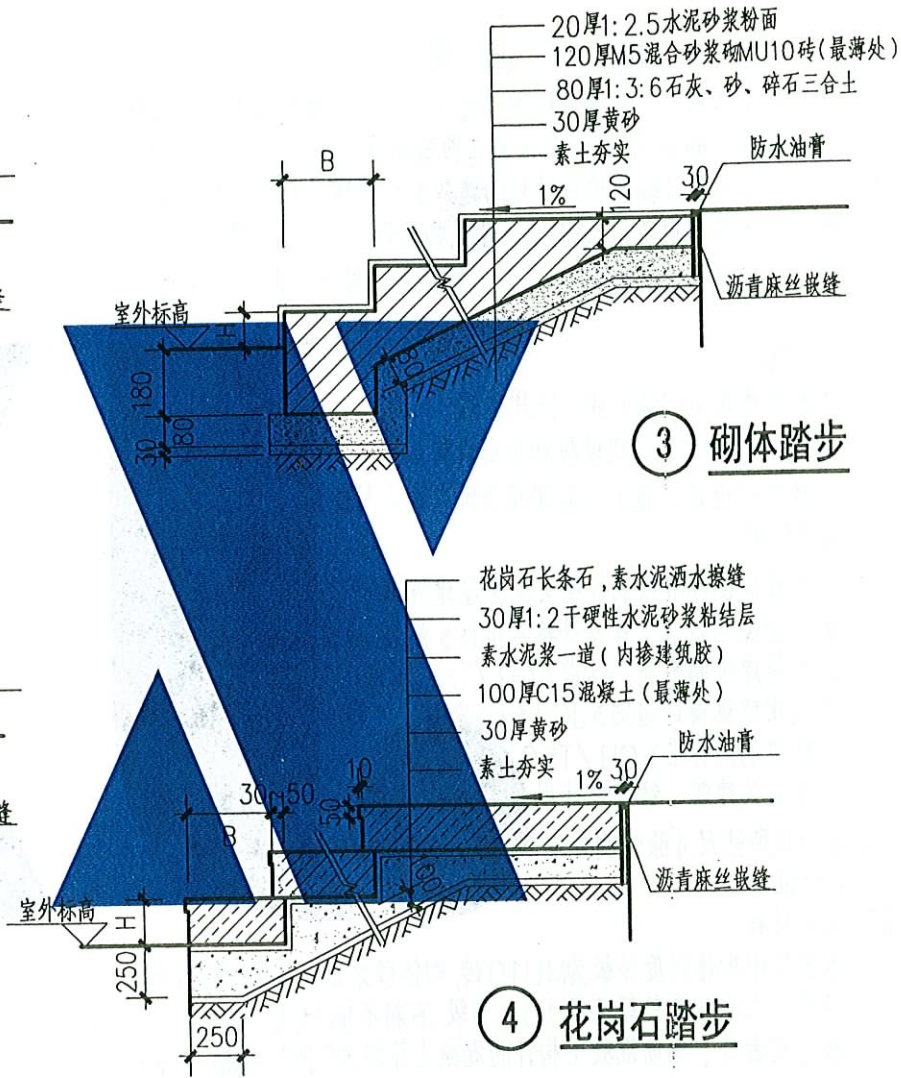 20厚1:2.5水泥砂浆粉面
120厚M5混合砂浆砌MU10砖(最薄处)
80厚1:3:6石灰、砂、碎石三合土
30厚黄砂
素土夯实
防水油膏
B
1%
120
30
沥青麻丝嵌缝
室外标高
H
180
80
30
80
3 砌体踏步
花岗石长条石,素水泥洒水擦缝
30厚1:2干硬性水泥砂浆粘结层
素水泥浆一道(内掺建筑胶)
100厚C15混凝土(最薄处)
30厚黄砂
素土夯实
防水油膏
1%
30
10
30
50
50
B
100
沥青麻丝嵌缝
室外标高
H
250
250
4 花岗石踏步
缝